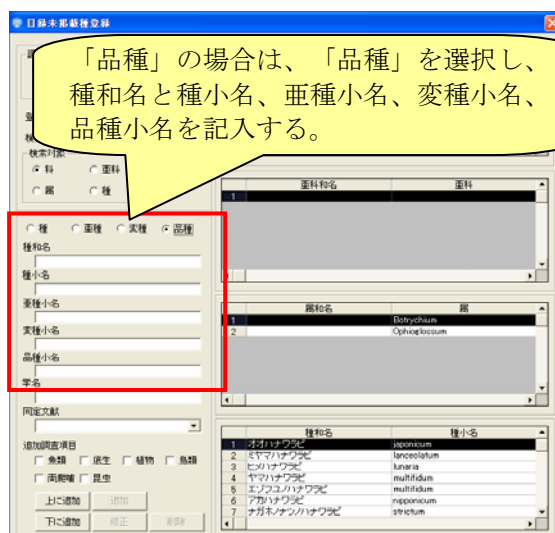 目録未掲載種登録
「品種」の場合は、「品種」を選択し、
種和名と種小名、亜種小名、変種小名、
品種小名を記入する。
検索対象
科 亜科
属 種
種 亜種 変種 品種
種和名
種小名
亜種小名
変種小名
品種小名
学名
同定文献
追加調査項目
魚類 底生 植物 鳥類
両爬哺 昆虫
上に追加 追加
下に追加 修正 削除
亜科和名 亜科
1
属和名 属
1 Botrychium
2 Ophioglossum
種和名 種小名
1 オオハナワラビ japonicum
2 ミヤマハナワラビ lanceolatum
3 ヒメハナワラビ lunaria
4 ヤマハナワラビ multifidum
5 エゾフユノハナワラビ multifidum
6 アカハナワラビ nipponicum
7 ナガホノナツノハナワラビ strictum